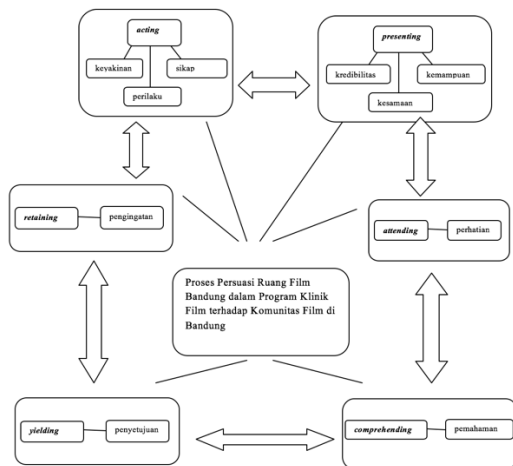 acting
keyakinan
sikap
perilaku
presenting
kredibilitas
kemampuan
kesamaan
retaining
pengingatan
attending
perhatian
Proses Persuasi Ruang Film
Bandung dalam Program Klinik
Film terhadap Komunitas Film di
Bandung
yielding
penyetujuan
comprehending
pemahaman